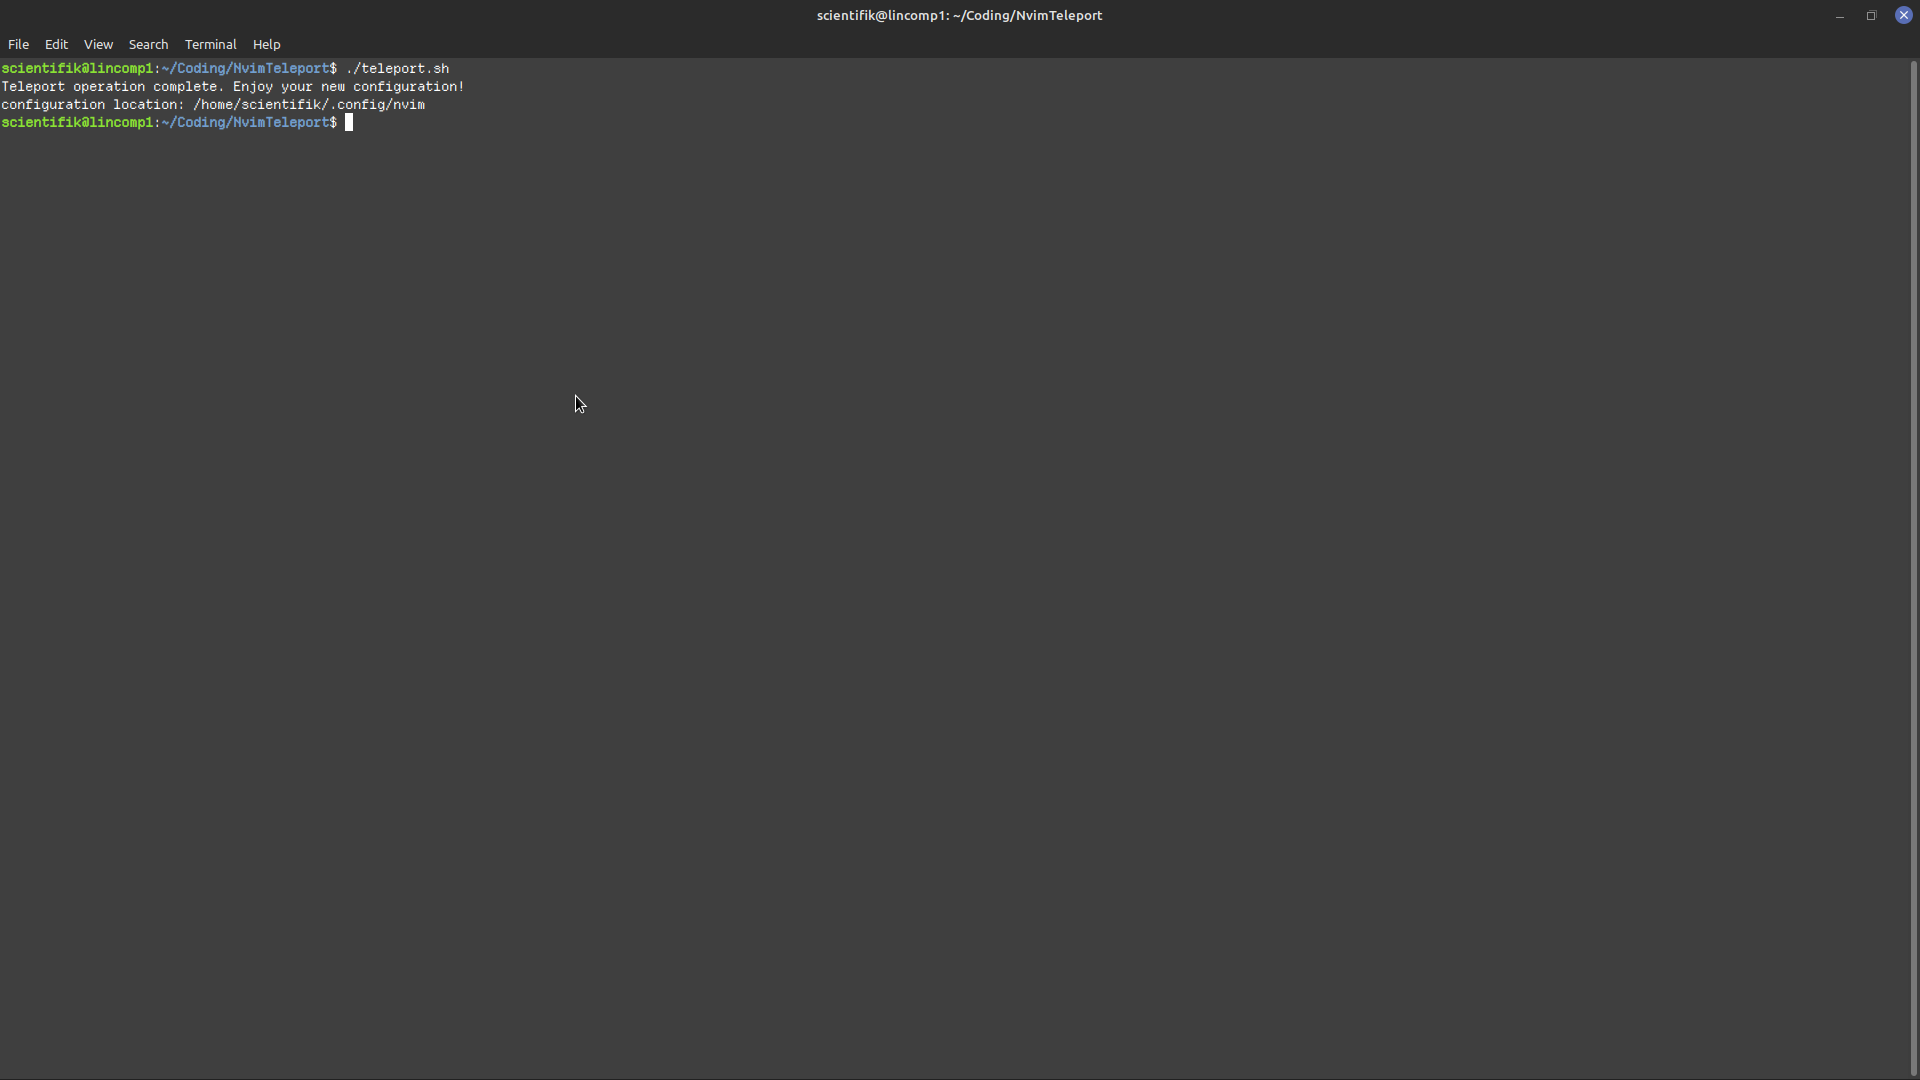 scientifik@lincomp1: ~/Coding/NvimTeleport
File Edit View Search Terminal Help
scientifik@lincomp1:~/Coding/NvimTeleport$ ./teleport.sh
Teleport operation complete. Enjoy your new configuration!
configuration location: /home/scientifik/.config/nvim
scientifik@lincomp1:~/Coding/NvimTeleport$